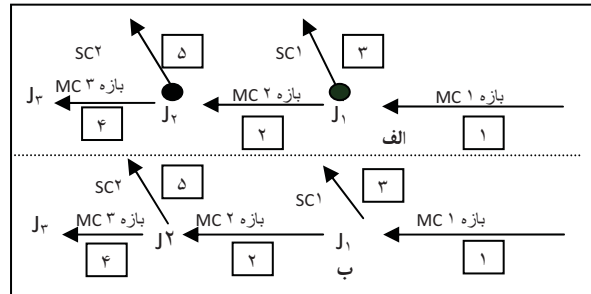 SC۲ ۵ SC۱ ۳
J۳ بازه MC ۳ J۲ بازه MC ۲ J۱ بازه MC ۱
۴ ۲ الف ۱
SC۲ ۵ SC۱ ۳
J۳ بازه MC ۳ J۲ بازه MC ۲ J۱ بازه MC ۱
۴ ۲ ب ۱